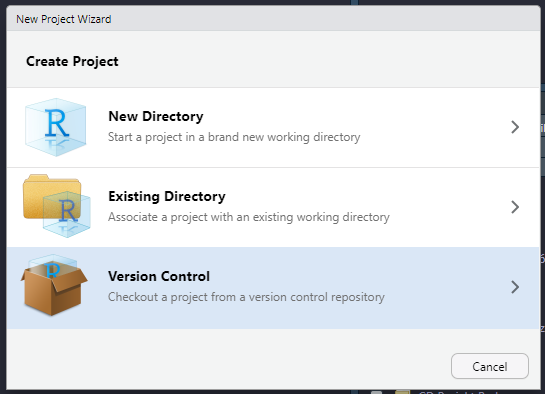 New Project Wizard
Create Project
New Directory
Start a project in a brand new working directory
Existing Directory
Associate a project with an existing working directory
Version Control
Checkout a project from a version control repository
Cancel